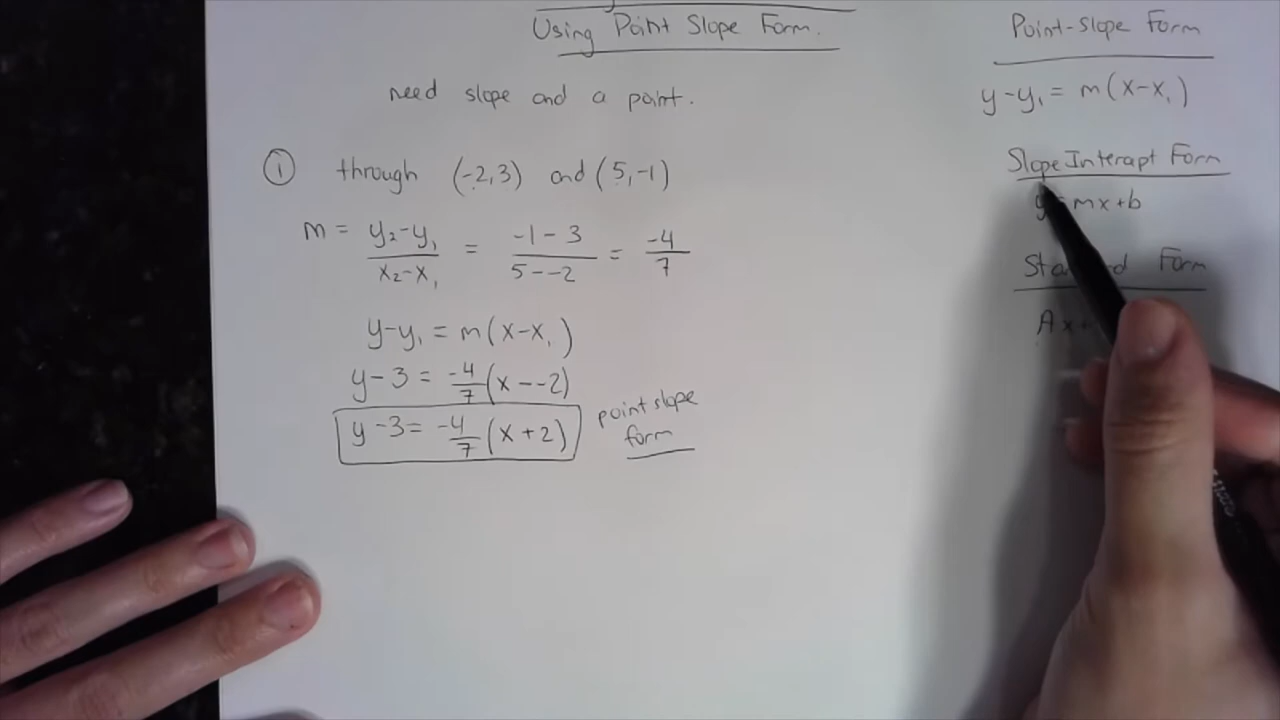 Using Point Slope Form.
need slope and a point.
① through (-2,3) and (5,-1)
m = y₂-y₁/x₂-x₁ = -1-3/5--2 = -4/7
y-y₁ = m(x-x₁)
y-3 = -4/7(x--2)
y-3 = -4/7(x+2)
point slope
form
Point-Slope Form
y-y₁ = m(x-x₁)
Slope Interapt Form
y=mx+b
Form
Ax+